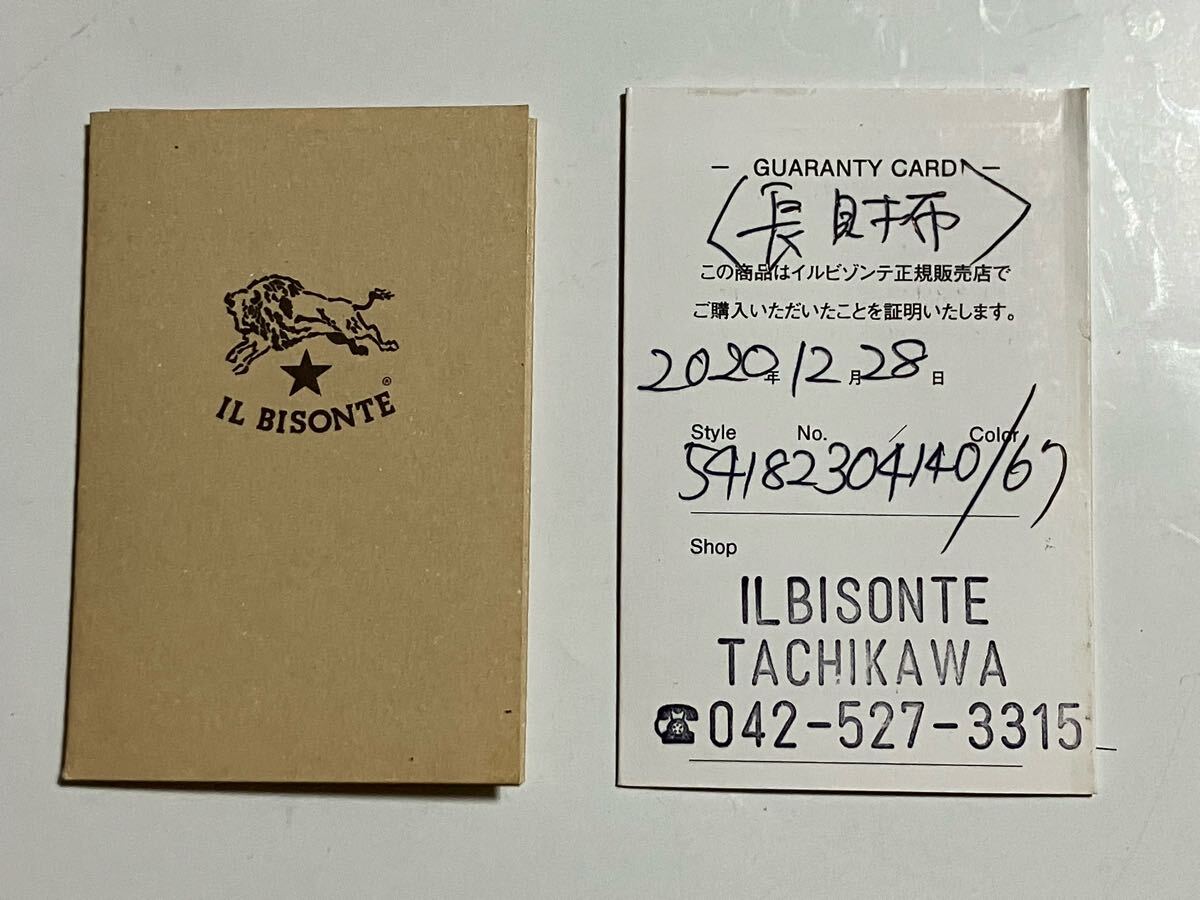 IL BISONTE®
— GUARANTY CARD —
〈長財布〉
この商品はイルビゾンテ正規販売店で
ご購入いただいたことを証明いたします。
2020年12月28日
Style No. / Color
54182304140/67
Shop
ILBISONTE
TACHIKAWA
☎042-527-3315